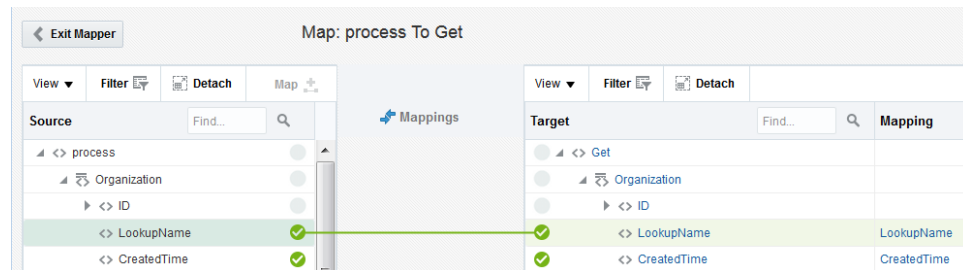 Exit Mapper
Map: process To Get
View Filter Detach Map
View Filter Detach
Mappings
Source Find...
Target Find... Mapping
<> process
<> Get
Organization
Organization
<> ID
<> ID
<> LookupName
<> LookupName LookupName
<> CreatedTime
<> CreatedTime CreatedTime